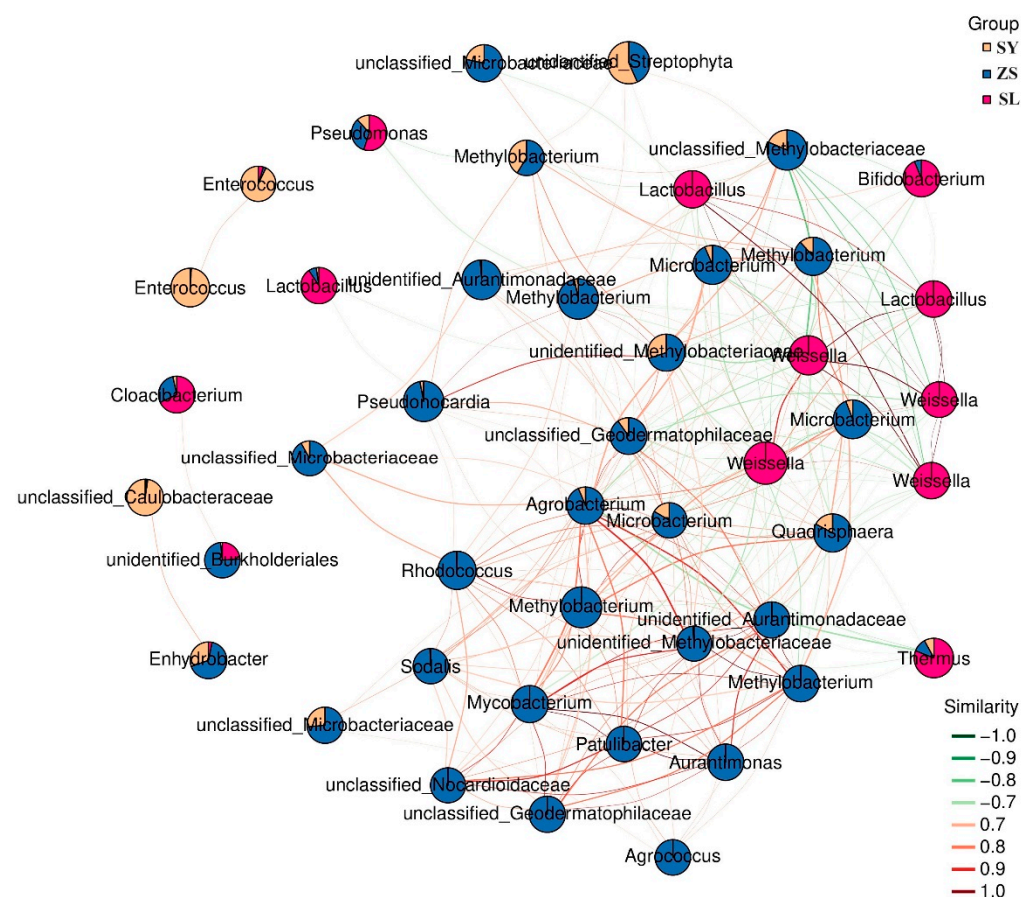 Group
SY
ZS
SL
unclassified_Microbacteriaceae
unidentified_Streptophyta
Pseudomonas
Methylobacterium
unclassified_Methylobacteriaceae
Enterococcus
Lactobacillus
Bifidobacterium
Methylobacterium
Microbacterium
unidentified_Aurantimonadaceae
Enterococcus
Lactobacillus
Methylobacterium
Lactobacillus
unidentified_Methylobacteriaceae
Weissella
Cloacibacterium
Pseudonocardia
Weissella
Microbacterium
unclassified_Geodermatophilaceae
unclassified_Microbacteriaceae
Weissella
Weissella
unclassified_Caulobacteraceae
Agrobacterium
Microbacterium
Quadrisphaera
unidentified_Burkholderiales
Rhodococcus
Methylobacterium
unidentified_Aurantimonadaceae
unidentified_Methylobacteriaceae
Enhydrobacter
Sodalis
Thermus
Methylobacterium
Mycobacterium
unclassified_Microbacteriaceae
Patulibacter
Aurantimonas
unclassified_Nocardioidaceae
unclassified_Geodermatophilaceae
Agrococcus
Similarity
−1.0
−0.9
−0.8
−0.7
0.7
0.8
0.9
1.0